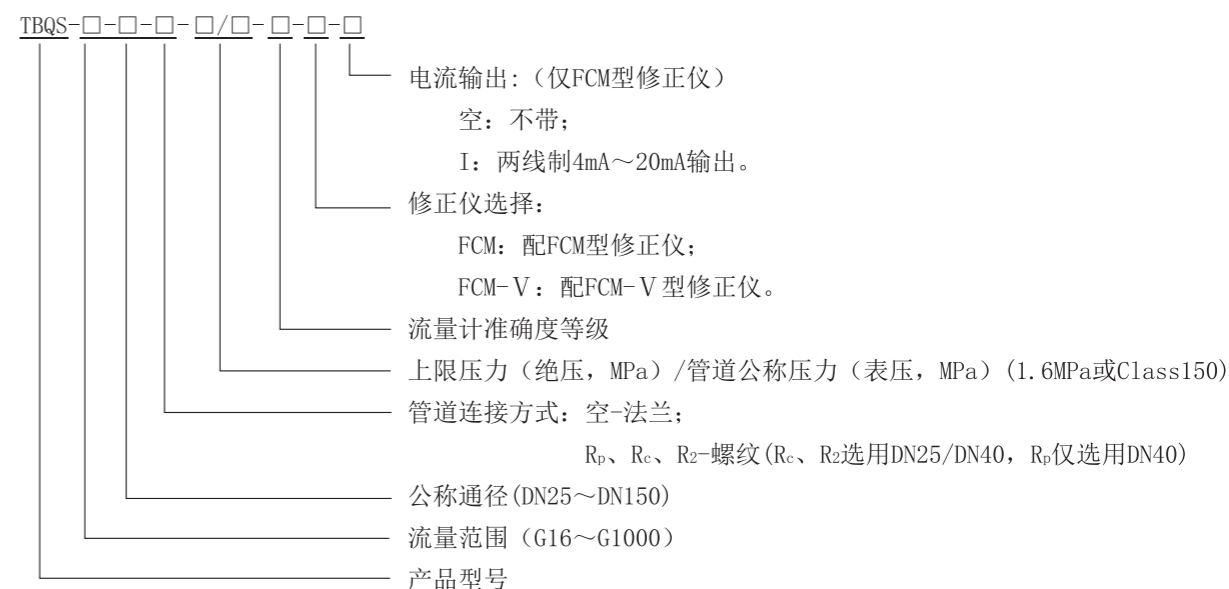 TBQS-□-□-□-□/□-□-□-□
电流输出:（仅FCM型修正仪）
空：不带；
I：两线制4mA～20mA输出。
修正仪选择：
FCM：配FCM型修正仪；
FCM-Ⅴ：配FCM-Ⅴ型修正仪。
流量计准确度等级
上限压力（绝压，MPa）/管道公称压力（表压，MPa）(1.6MPa或Class150)
管道连接方式：空-法兰；
Rp、Rc、R2-螺纹(Rc、R2选用DN25/DN40，Rp仅选用DN40)
公称通径(DN25～DN150)
流量范围（G16～G1000）
产品型号